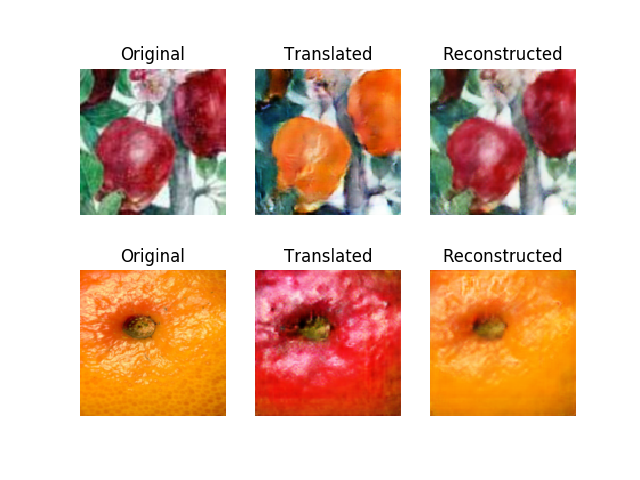 Original
Translated
Reconstructed
Original
Translated
Reconstructed